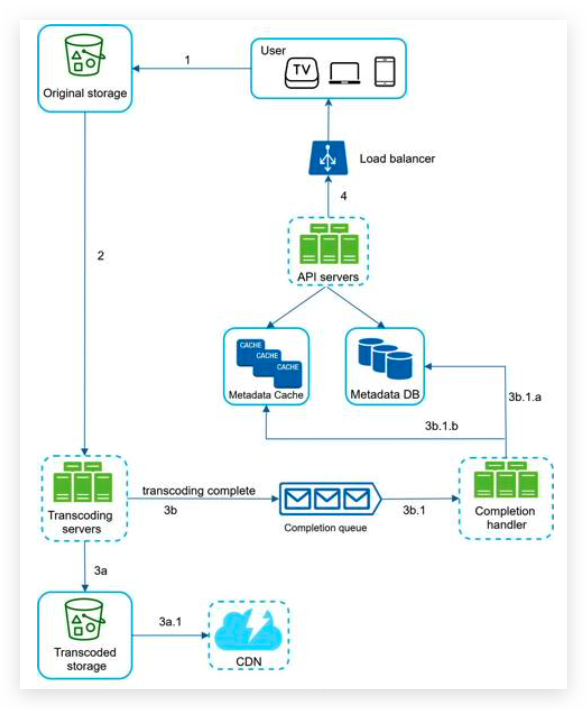 User
TV
1
Original storage
Load balancer
4
2
API servers
CACHE
CACHE
CACHE
Metadata Cache
Metadata DB
3b.1.a
3b.1.b
transcoding complete
3b
Transcoding
servers
Completion queue
3b.1
Completion
handler
3a
3a.1
Transcoded
storage
CDN